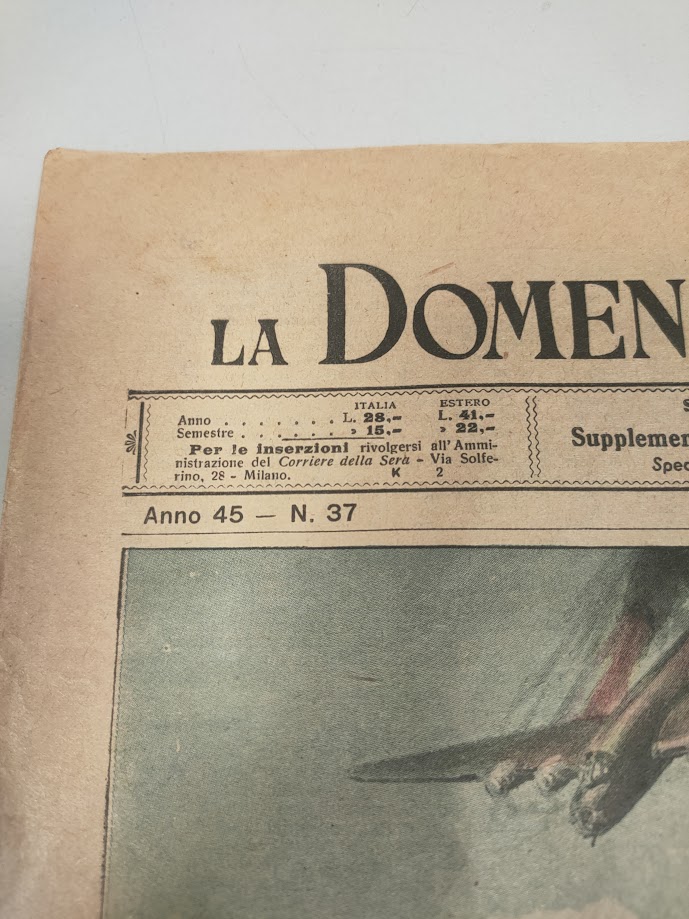 LA DOMEN
ITALIA ESTERO
Anno . . . . . . . L. 28,- L. 41,-
Semestre . . . . . . » 15,- » 22,-
Per le inserzioni rivolgersi all'Ammi-
nistrazione del Corriere della Sera - Via Solfe-
rino, 28 - Milano. K 2
S
Supplemen
Spec
Anno 45 — N. 37